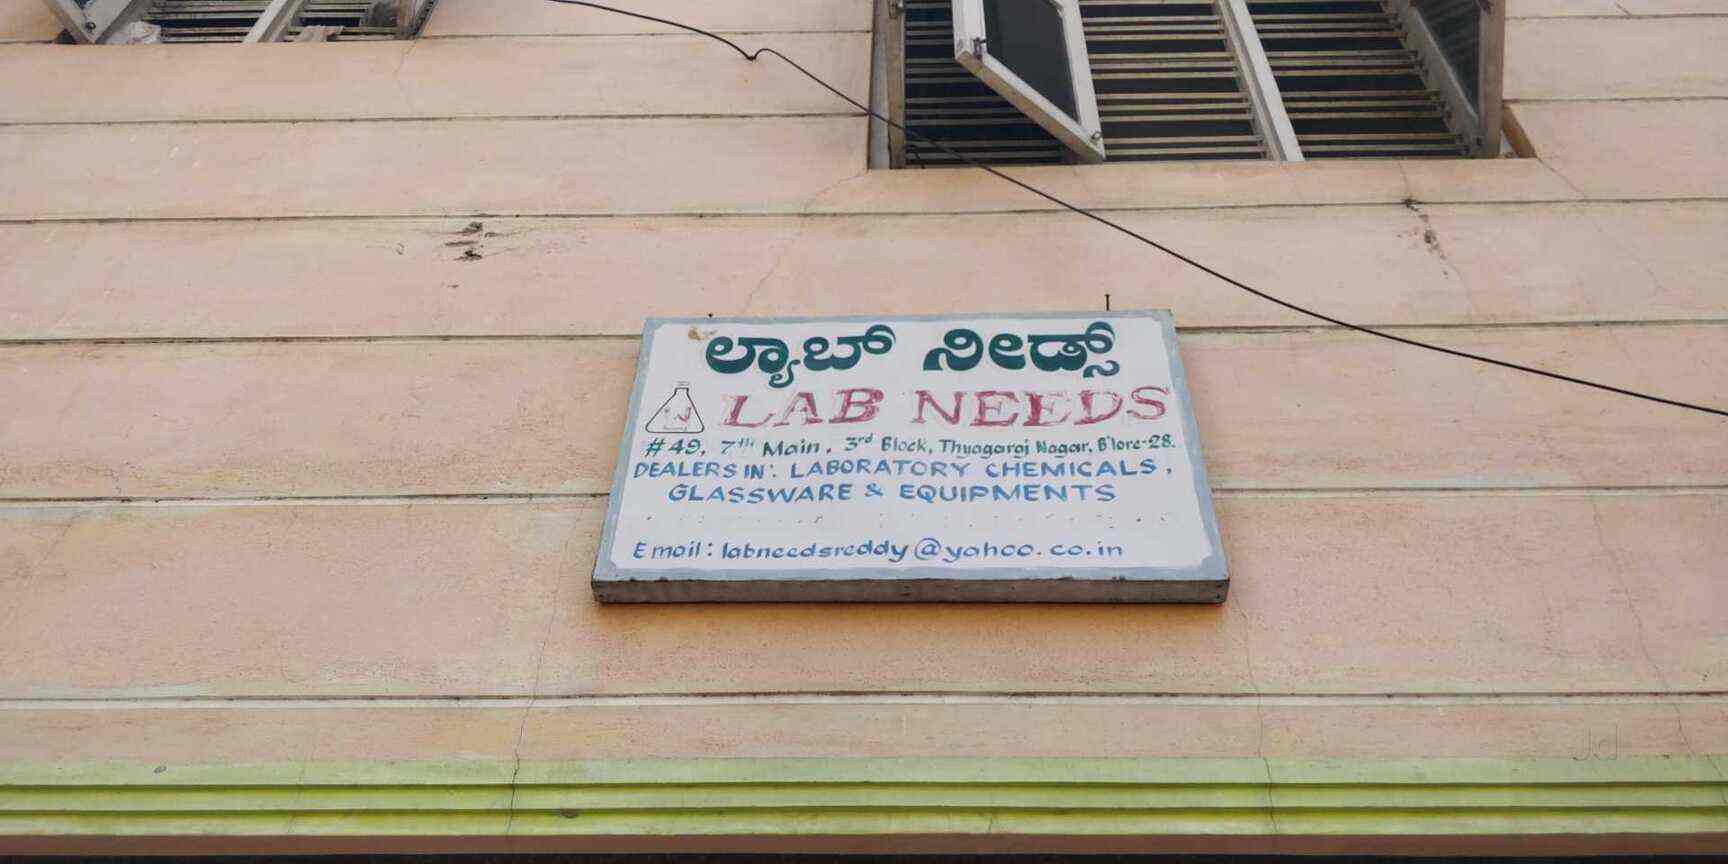 ಲ್ಯಾಬ್ ನೀಡ್ಸ್
LAB NEEDS
#49, 7th Main, 3rd Block, Thyagaraj Nagar, B'lore-28.
DEALERS IN: LABORATORY CHEMICALS,
GLASSWARE & EQUIPMENTS
Email: labneedsreddy@yahoo.co.in
Jd